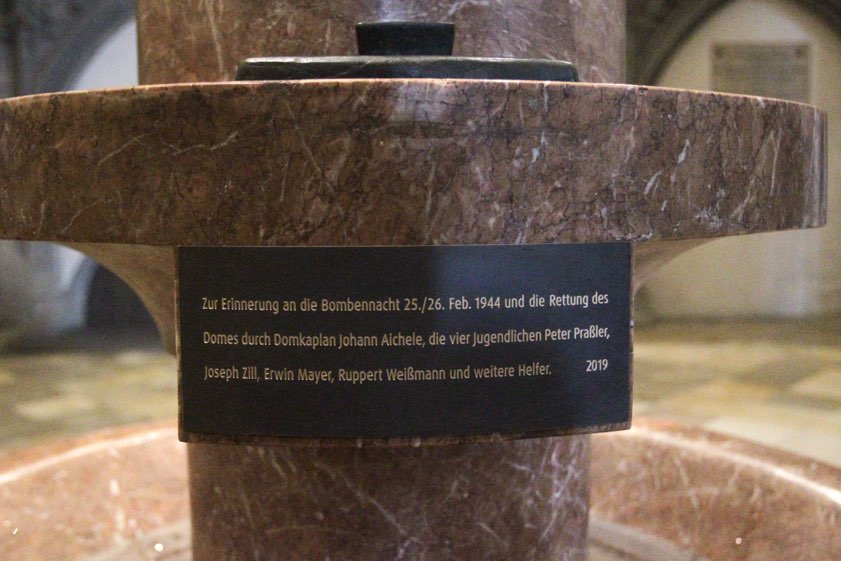 Zur Erinnerung an die Bombennacht 25./26. Feb. 1944 und die Rettung des
Domes durch Domkaplan Johann Aichele, die vier Jugendlichen Peter Praßler,
Joseph Zill, Erwin Mayer, Ruppert Weißmann und weitere Helfer. 2019